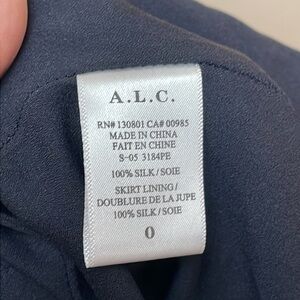 A.L.C.
RN# 130801 CA# 00985
MADE IN CHINA
FAIT EN CHINE
S-05 3184PE
100% SILK/SOIE
SKIRT LINING/
DOUBLURE DE LA JUPE
100% SILK/SOIE
0